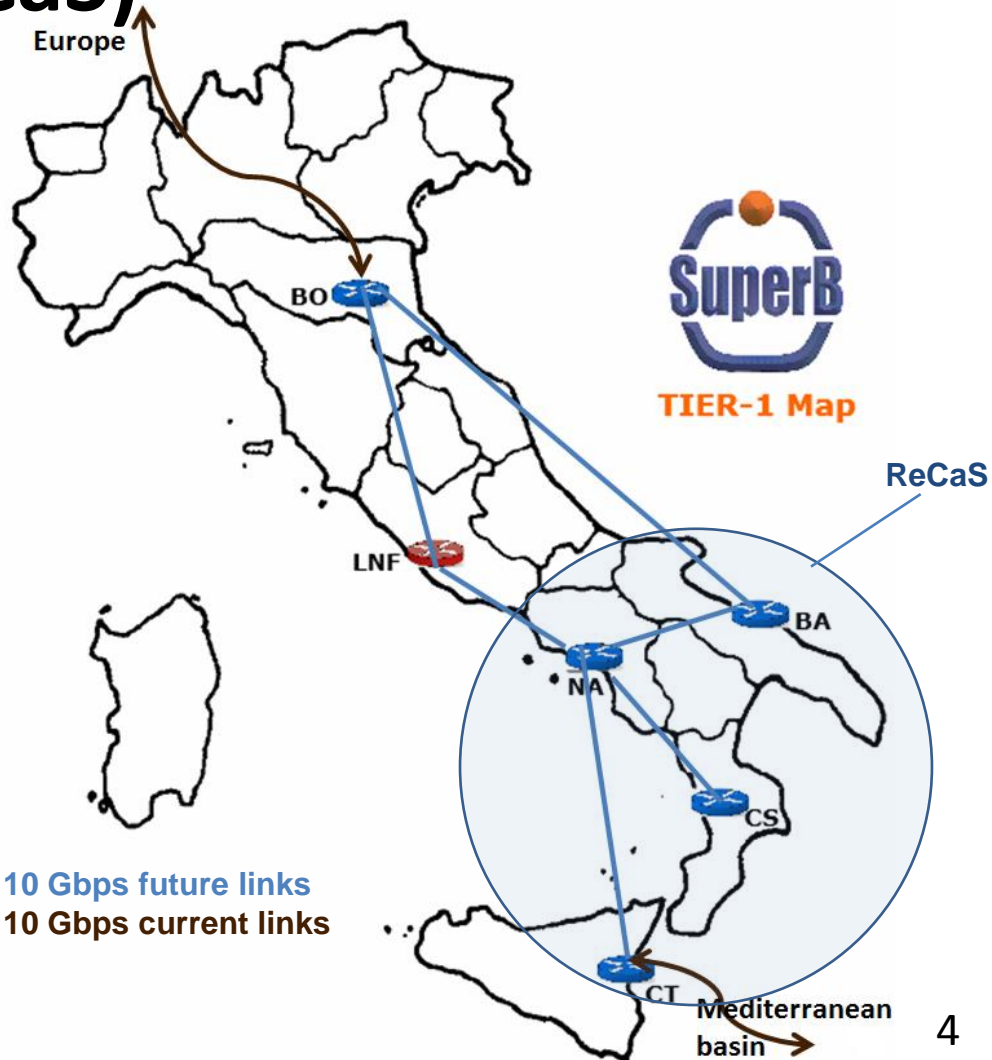 CaS)
Europe
BO
SuperB
TIER-1 Map
ReCaS
LNF
BA
NA
CS
10 Gbps future links
10 Gbps current links
CT
Mediterranean
basin
4